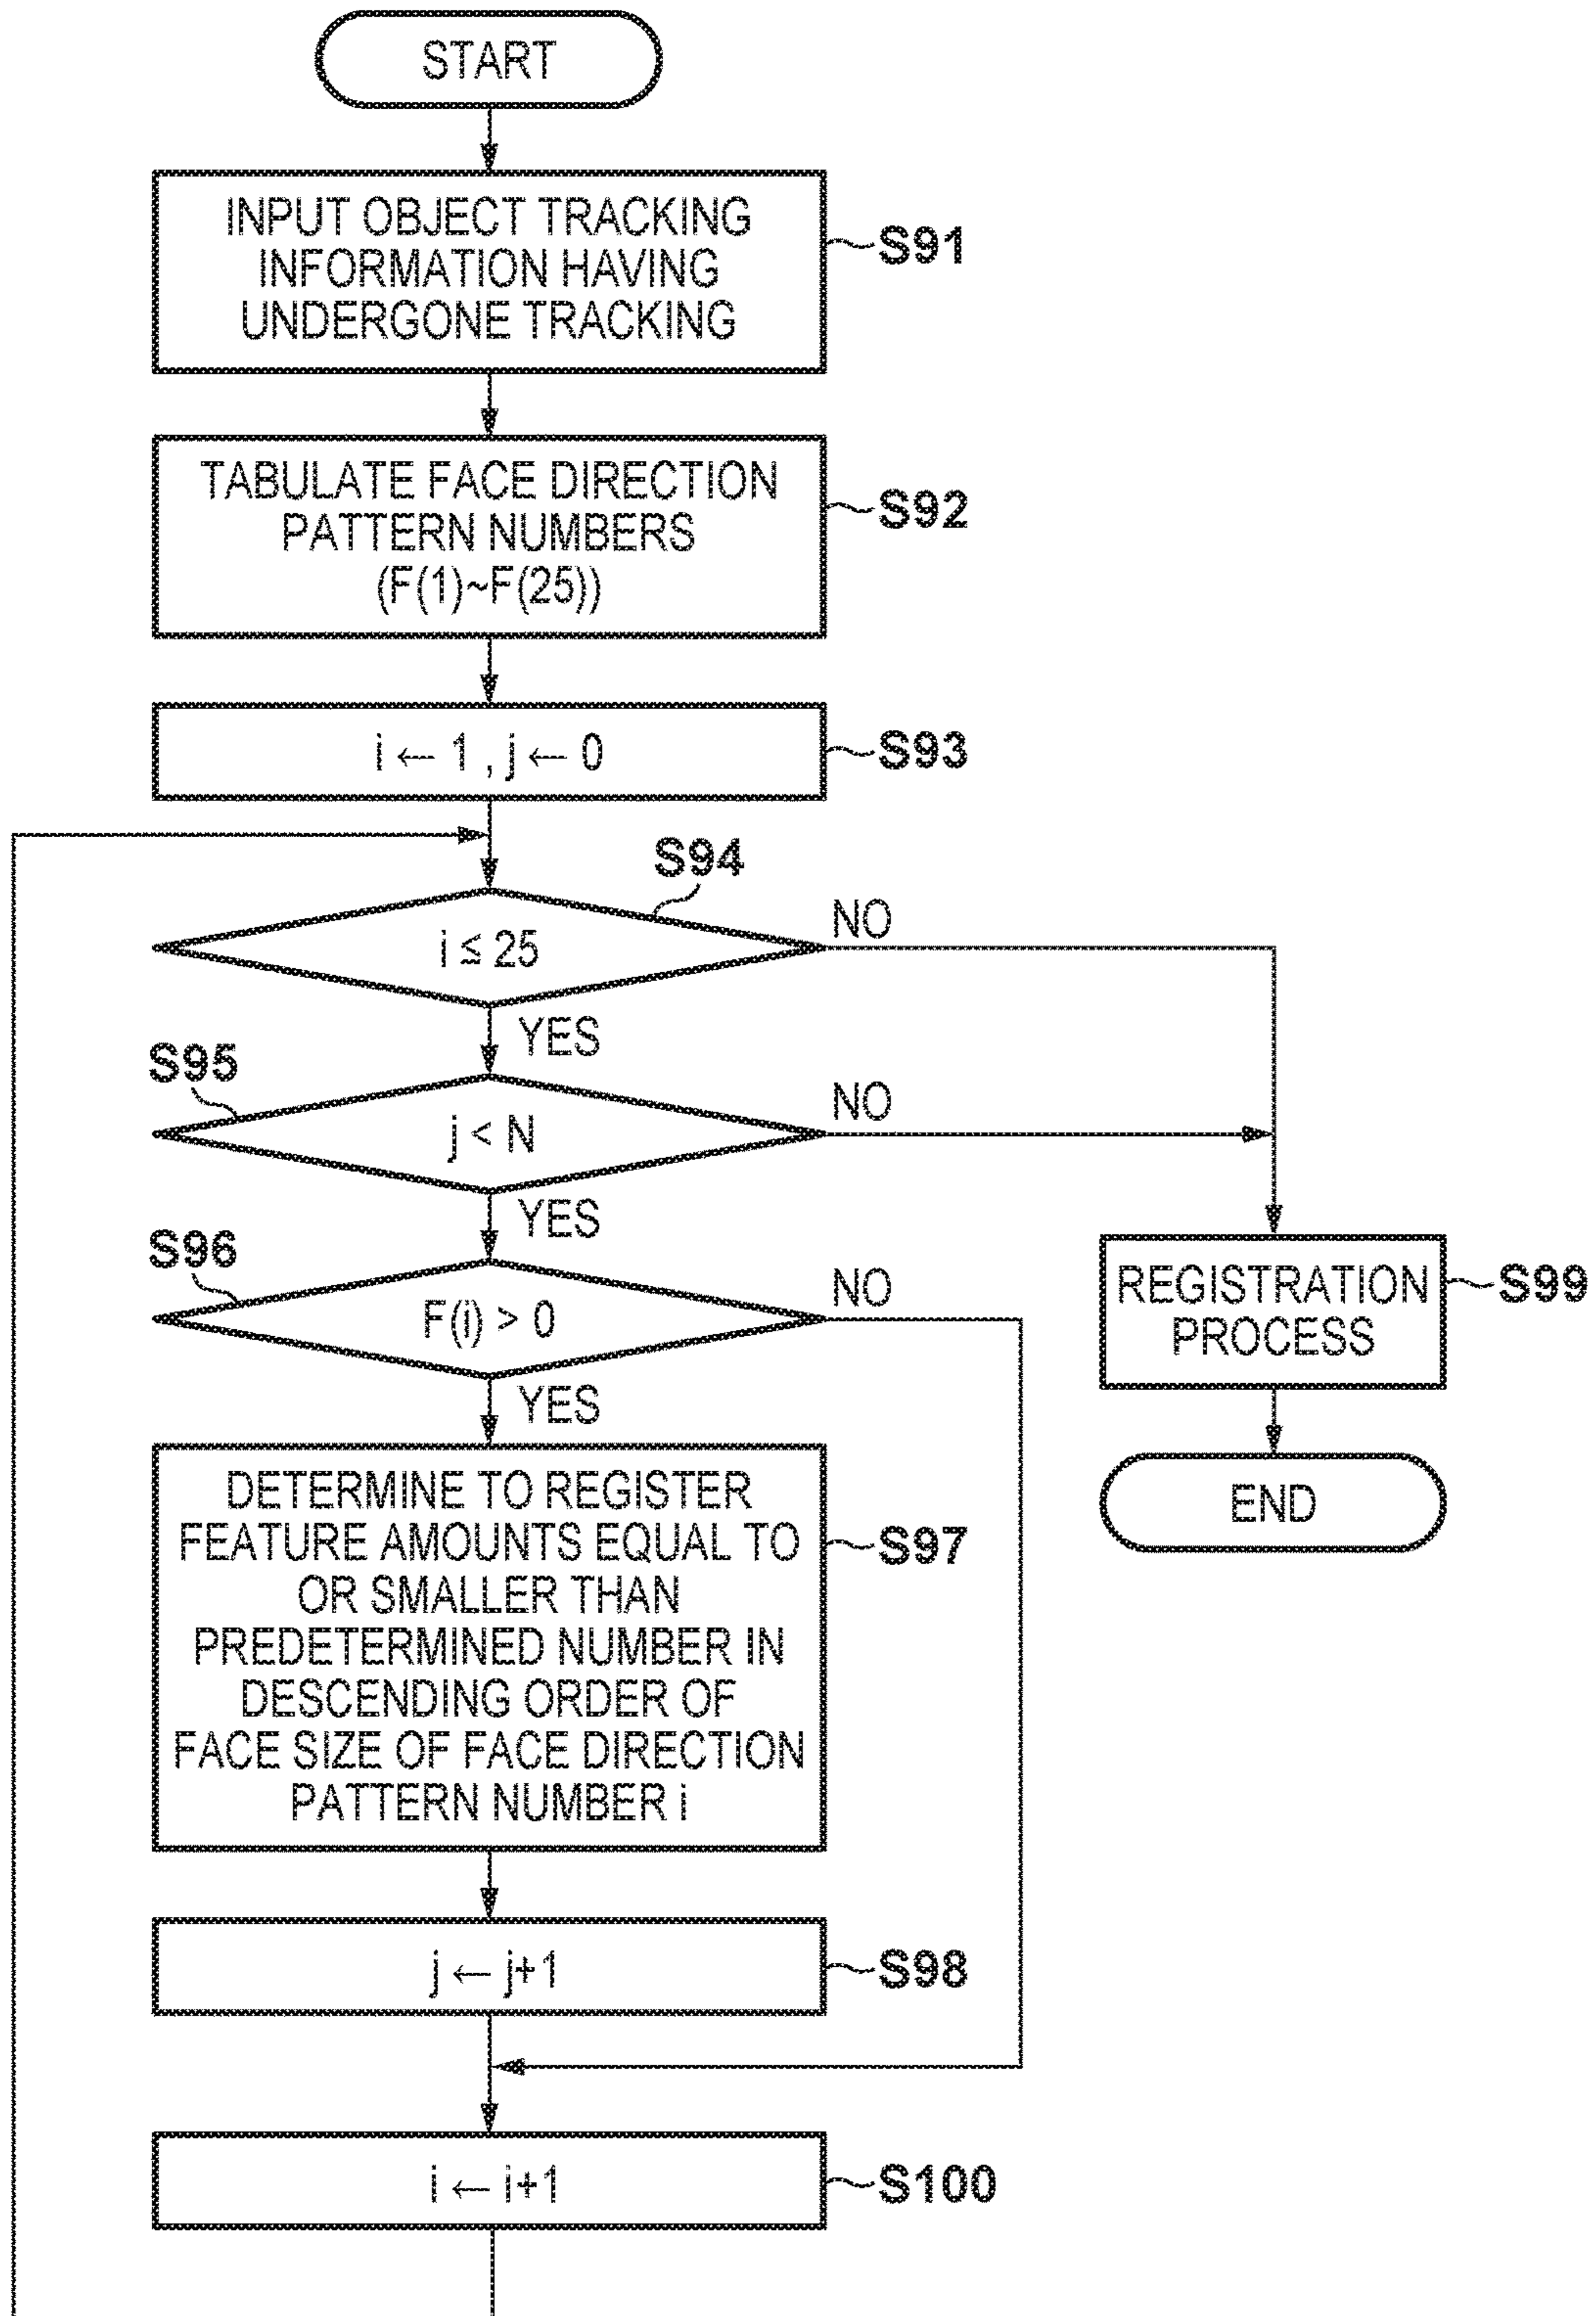 START
INPUT OBJECT TRACKING
INFORMATION HAVING
UNDERGONE TRACKING
S91
TABULATE FACE DIRECTION
PATTERN NUMBERS
(F(1)~F(25))
S92
i ← 1 , j ← 0
S93
S94
i ≤ 25
NO
YES
S95
j < N
NO
YES
S96
F(i) > 0
NO
YES
REGISTRATION
PROCESS
S99
END
DETERMINE TO REGISTER
FEATURE AMOUNTS EQUAL TO
OR SMALLER THAN
PREDETERMINED NUMBER IN
DESCENDING ORDER OF
FACE SIZE OF FACE DIRECTION
PATTERN NUMBER i
S97
j ← j+1
S98
i ← i+1
S100